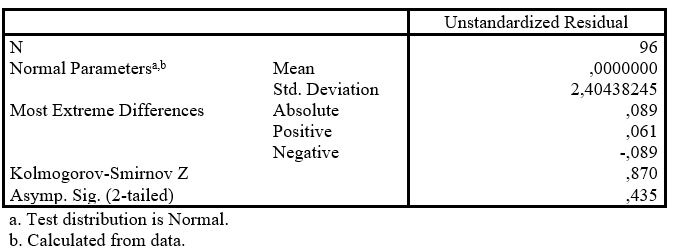 Unstandardized Residual
N 96
Normal Parametersa,b Mean ,0000000
Std. Deviation 2,40438245
Most Extreme Differences Absolute ,089
Positive ,061
Negative -,089
Kolmogorov-Smirnov Z ,870
Asymp. Sig. (2-tailed) ,435
a. Test distribution is Normal.
b. Calculated from data.